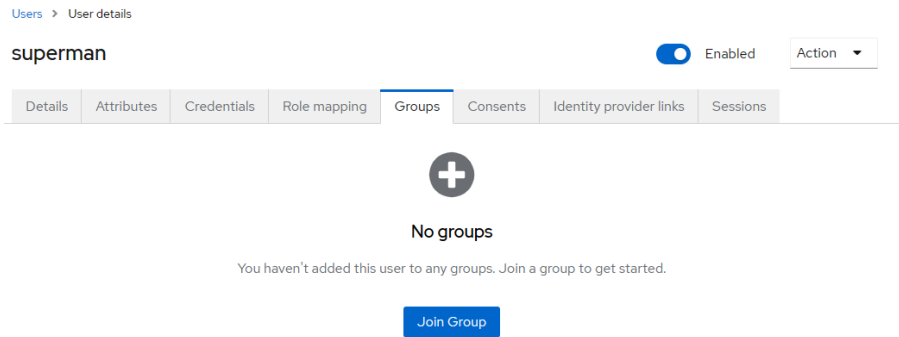 Users > User details
superman
Enabled
Action
Details Attributes Credentials Role mapping Groups Consents Identity provider links Sessions
No groups
You haven't added this user to any groups. Join a group to get started.
Join Group